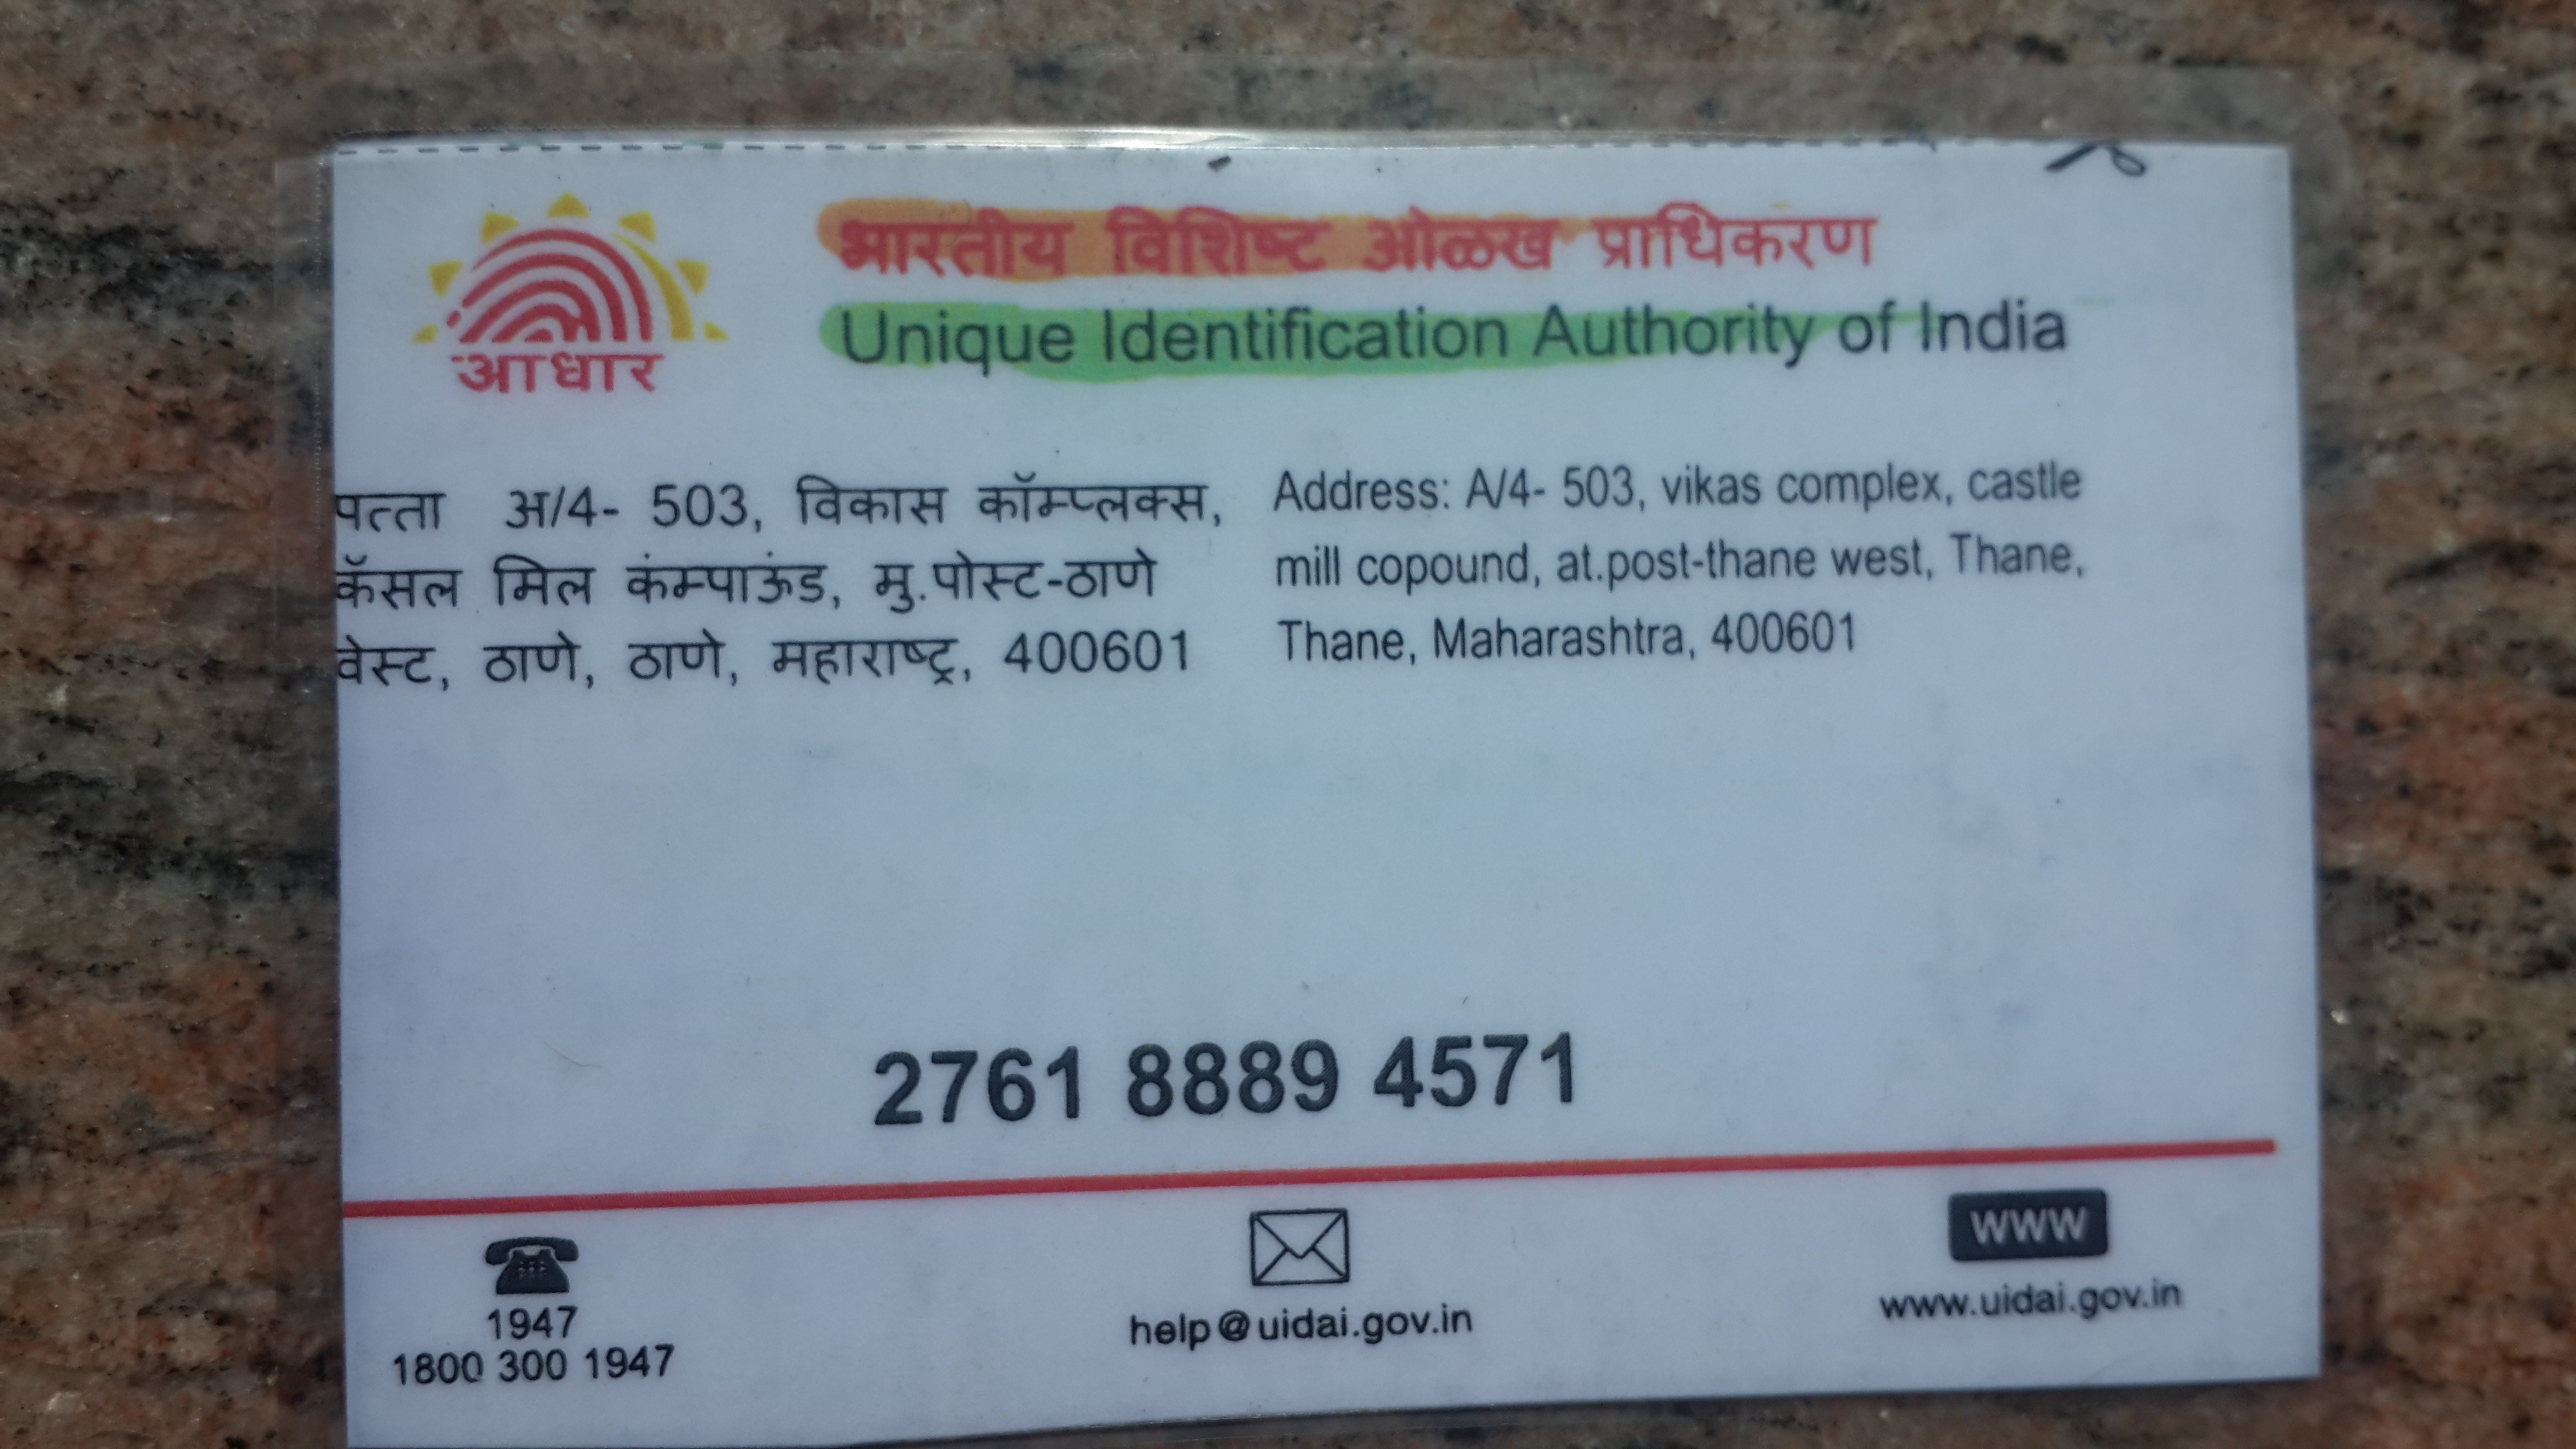 आधार
भारतीय विशिष्ट ओळख प्राधिकरण
Unique Identification Authority of India
पत्ता अ/4- 503, विकास कॉम्प्लक्स,
कॅसल मिल कंम्पाऊंड, मु.पोस्ट-ठाणे
वेस्ट, ठाणे, ठाणे, महाराष्ट्र, 400601
Address: A/4- 503, vikas complex, castle
mill copound, at.post-thane west, Thane,
Thane, Maharashtra, 400601
2761 8889 4571
1947
1800 300 1947
help@uidai.gov.in
WWW
www.uidai.gov.in